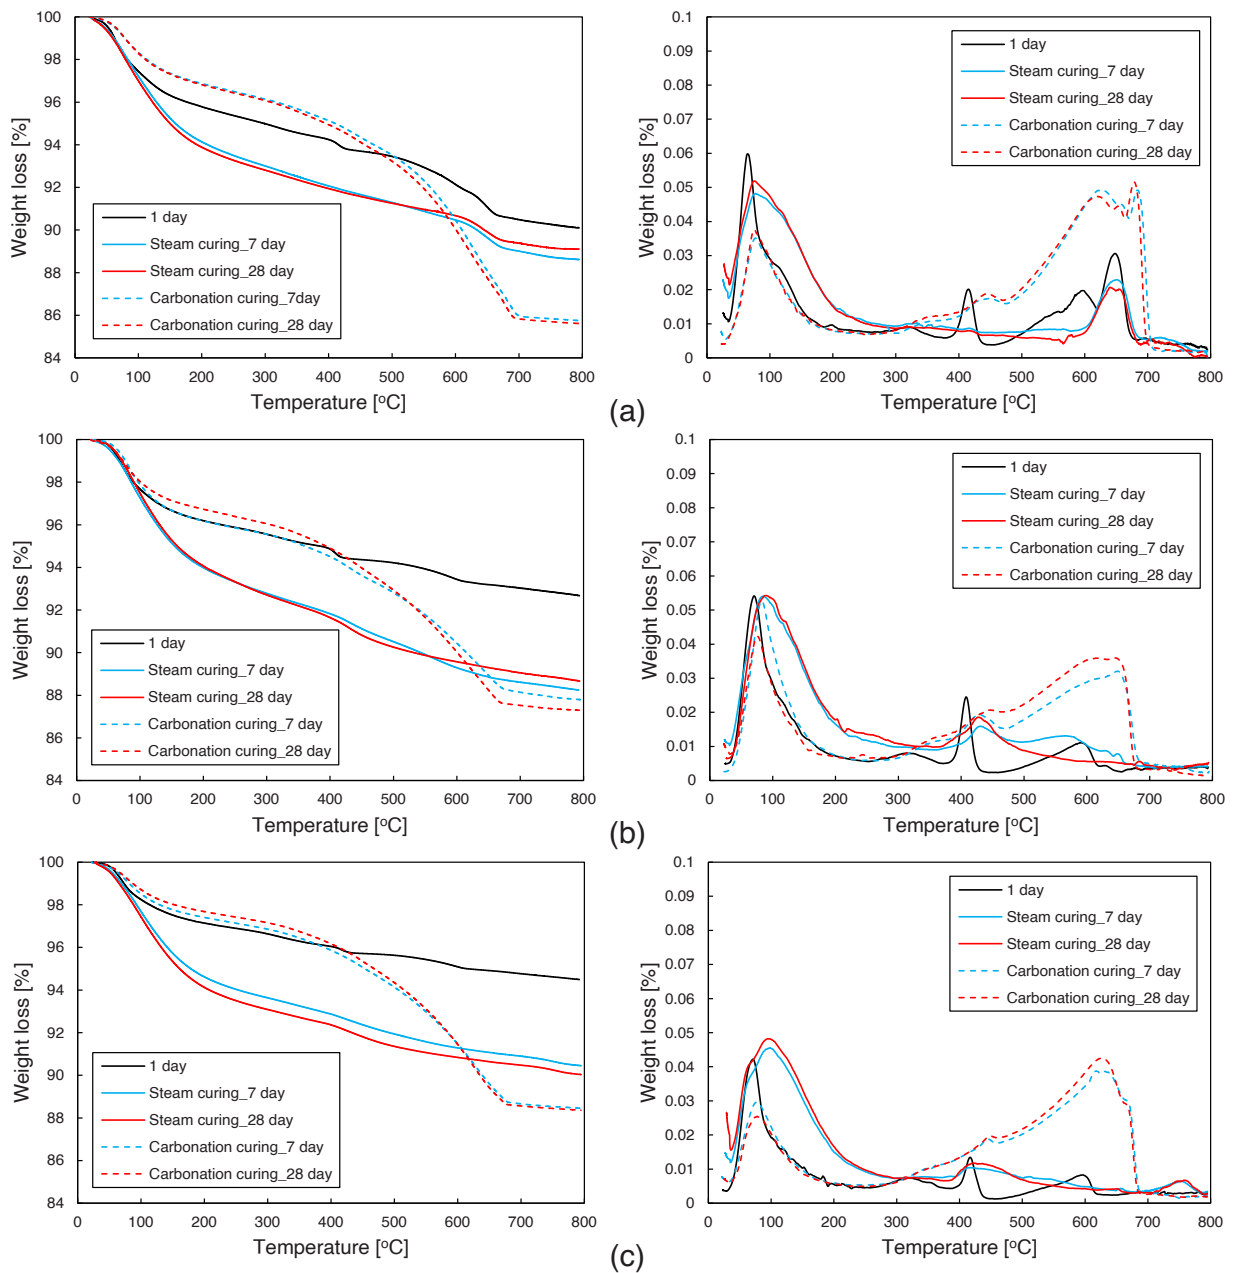 Weight loss [%]
100
98
96
94
92
90
88
86
84
1 day
Steam curing_7 day
Steam curing_28 day
Carbonation curing_7day
Carbonation curing_28 day
0 100 200 300 400 500 600 700 800
Temperature [°C]
Weight loss [%]
0.1
0.09
0.08
0.07
0.06
0.05
0.04
0.03
0.02
0.01
0
1 day
Steam curing_7 day
Steam curing_28 day
Carbonation curing_7 day
Carbonation curing_28 day
0 100 200 300 400 500 600 700 800
Temperature [°C]
(a)
Weight loss [%]
100
98
96
94
92
90
88
86
84
1 day
Steam curing_7 day
Steam curing_28 day
Carbonation curing_7 day
Carbonation curing_28 day
0 100 200 300 400 500 600 700 800
Temperature [°C]
Weight loss [%]
0.1
0.09
0.08
0.07
0.06
0.05
0.04
0.03
0.02
0.01
0
1 day
Steam curing_7 day
Steam curing_28 day
Carbonation curing_7 day
Carbonation curing_28 day
0 100 200 300 400 500 600 700 800
Temperature [°C]
(b)
Weight loss [%]
100
98
96
94
92
90
88
86
84
1 day
Steam curing_7 day
Steam curing_28 day
Carbonation curing_7 day
Carbonation curing_28 day
0 100 200 300 400 500 600 700 800
Temperature [°C]
Weight loss [%]
0.1
0.09
0.08
0.07
0.06
0.05
0.04
0.03
0.02
0.01
0
1 day
Steam curing_7 day
Steam curing_28 day
Carbonation curing_7 day
Carbonation curing_28 day
0 100 200 300 400 500 600 700 800
Temperature [°C]
(c)